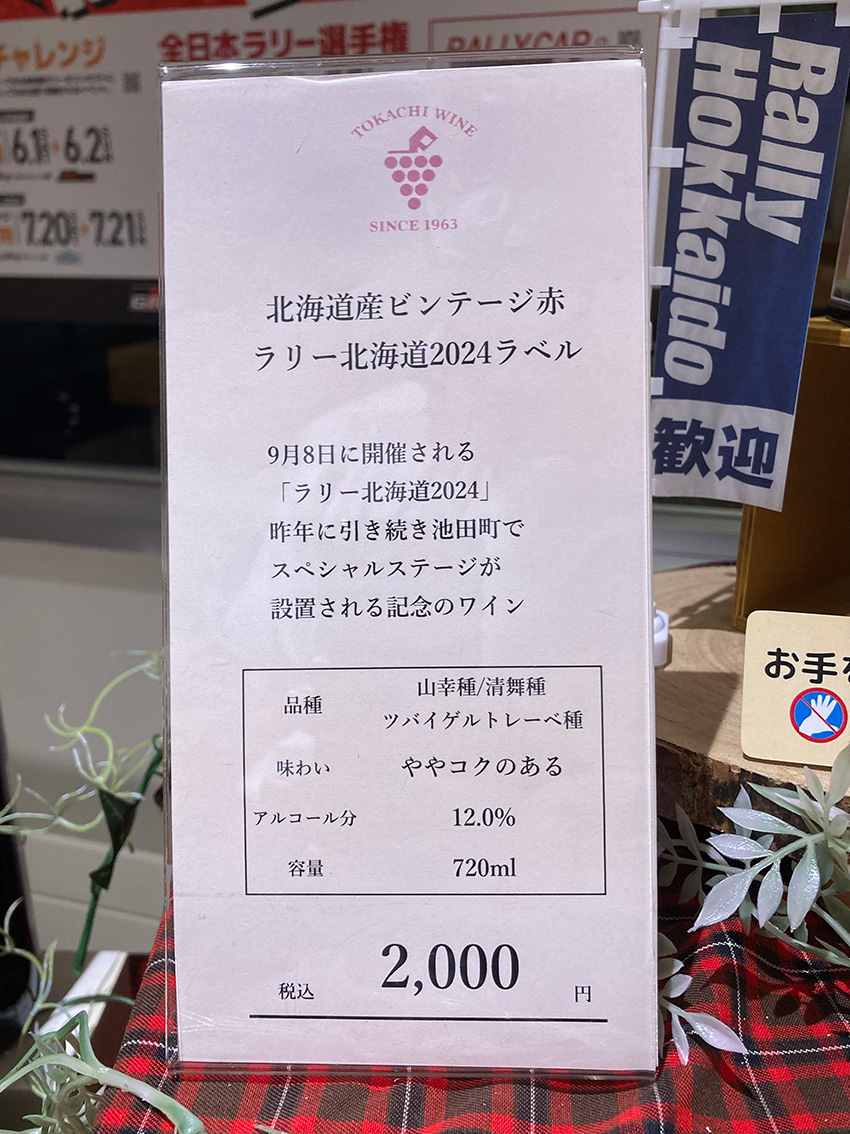 チャレンジ
全日本ラリー選手権
RALLYCAR
6.1
6.2
7.20
7.21
TOKACHI WINE
SINCE 1963
北海道産ビンテージ赤
ラリー北海道2024ラベル
9月8日に開催される
「ラリー北海道2024」
昨年に引き続き池田町で
スペシャルステージが
設置される記念のワイン
品種 山幸種/清舞種
ツバイゲルトレーベ種
味わい ややコクのある
アルコール分 12.0%
容量 720ml
税込 2,000 円
Rally
Hokkaido
歓迎
お手を